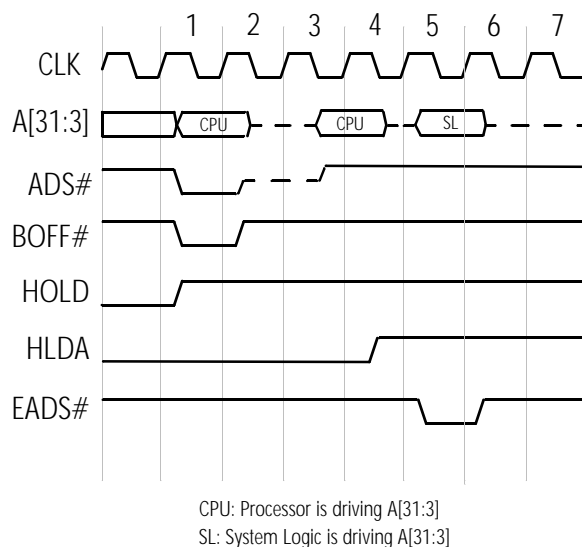 1 2 3 4 5 6 7
CLK
A[31:3] CPU CPU SL
ADS#
BOFF#
HOLD
HLDA
EADS#
CPU: Processor is driving A[31:3]
SL: System Logic is driving A[31:3]